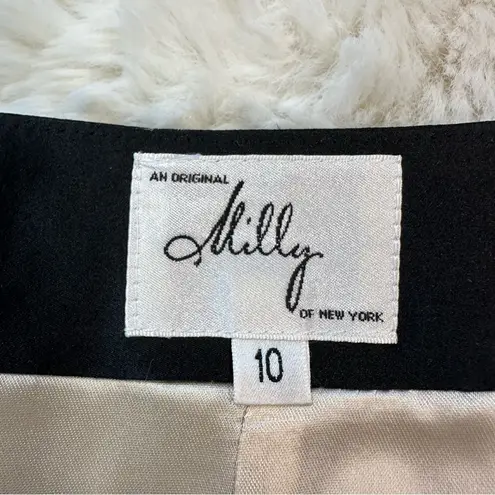 AN ORIGINAL
Milly
OF NEW YORK
10